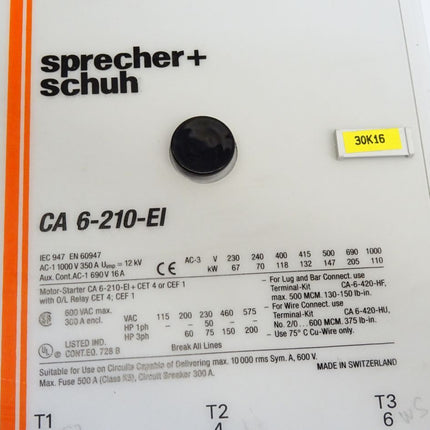 sprecher+
schuh
30K16
CA 6-210-EI
IEC 947 EN 60947
AC-1 1000 V 350 A Uimp = 12 kV
Aux. Cont. AC-1 690 V 16 A
CE
AC-3 V 230 240 400 415 500 690 1000
kW 67 70 118 132 147 205 110
Motor-Starter CA 6-210-EI + CET 4 or CEF 1
with O/L Relay CET 4; CEF 1
600 VAC max.
300 A encl.
VAC 115 200 230 460 575
HP 1ph – 50 – –
HP 3ph 60 75 150 200
LISTED IND.
CONT.EQ. 728 B
Break All Lines
– For Lug and Bar Connect. use
Terminal-Kit CA-6-420-HF,
max. 500 MCM. 130-150 lb-in.
– For Wire Connect. use
Terminal-Kit CA-6-420-HU,
No. 2/0...600 MCM. 375 lb-in.
– Use 75° C Cu-Wire only.
Suitable for Use on Circuits Capable of Delivering max. 10 000 rms Sym. A, 600 V.
Max. Fuse 500 A (Class K5), Circuit Breaker 300 A.
MADE IN SWITZERLAND
T1 T2 T3
4 6